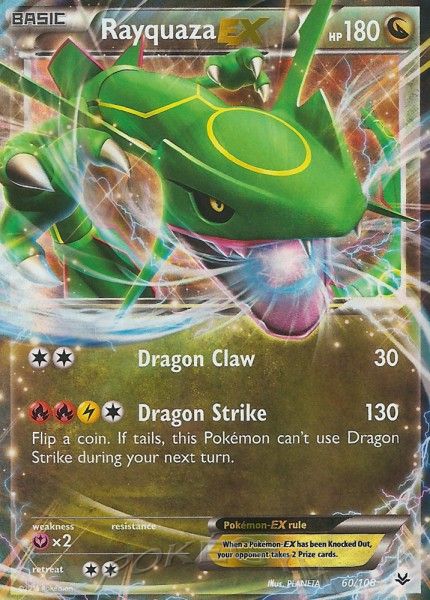 BASIC
Rayquaza EX HP 180
Dragon Claw 30
Dragon Strike 130
Flip a coin. If tails, this Pokémon can't use Dragon
Strike during your next turn.
weakness resistance
×2
retreat
Pokémon-EX rule
When a Pokémon-EX has been Knocked Out,
your opponent takes 2 Prize cards.
Illus. PLANETA 60/108